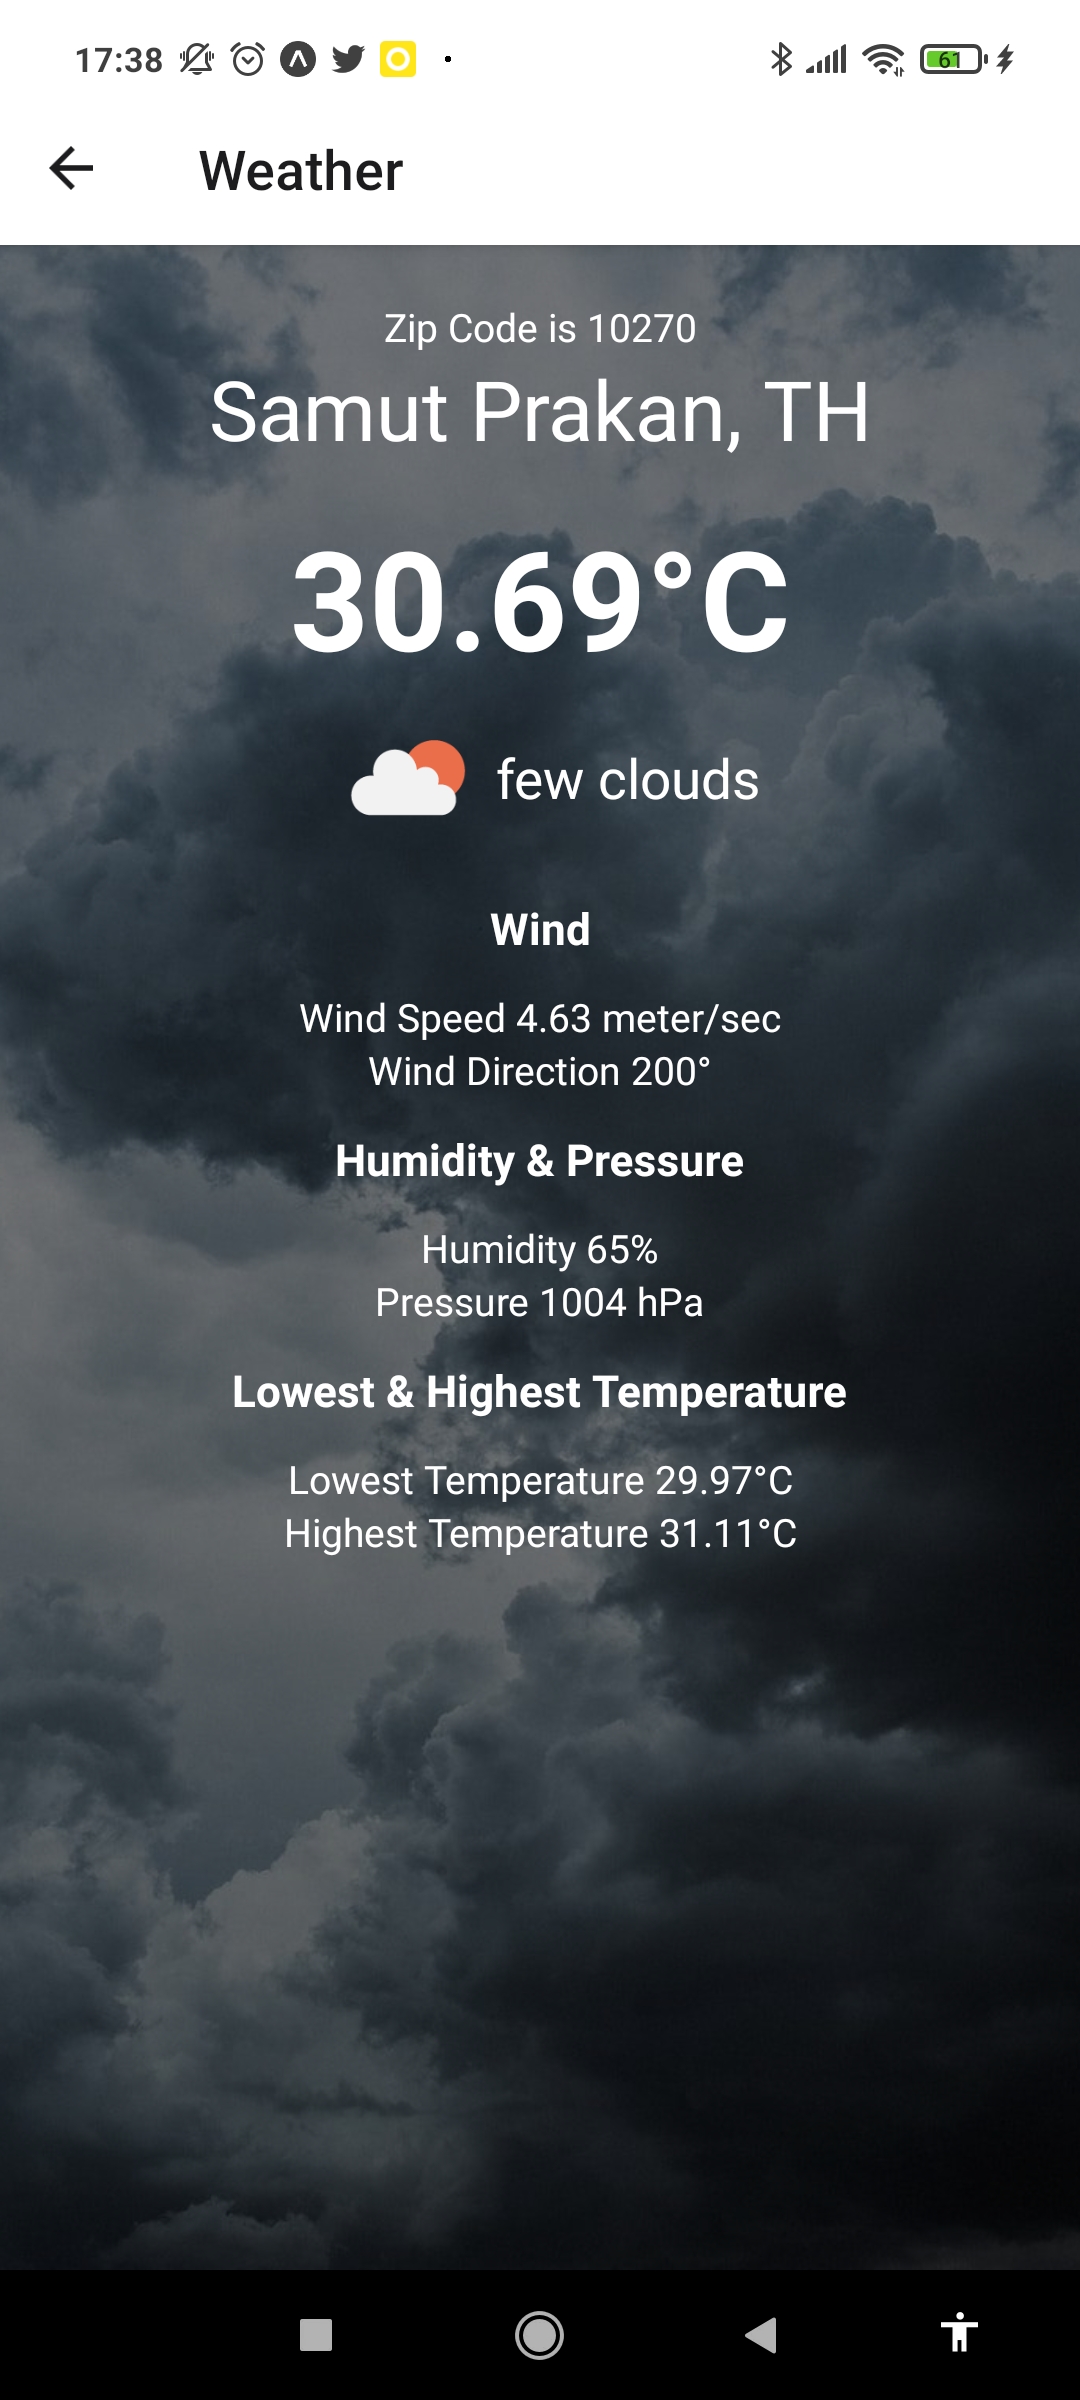 17:38
61
Weather
Zip Code is 10270
Samut Prakan, TH
30.69°C
few clouds
Wind
Wind Speed 4.63 meter/sec
Wind Direction 200°
Humidity & Pressure
Humidity 65%
Pressure 1004 hPa
Lowest & Highest Temperature
Lowest Temperature 29.97°C
Highest Temperature 31.11°C